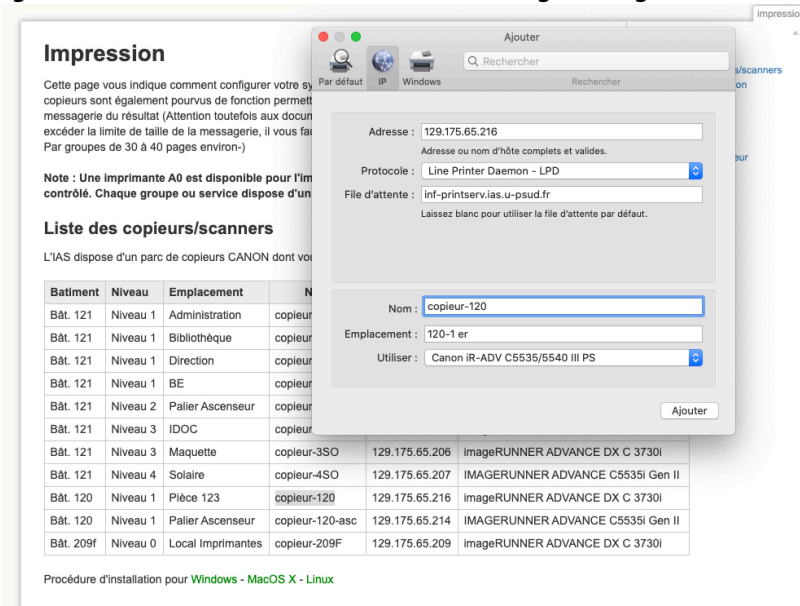 impressio
Ajouter
Par défaut
IP
Windows
Rechercher
Rechercher
Adresse :
129.175.65.216
Adresse ou nom d'hôte complets et valides.
Protocole :
Line Printer Daemon - LPD
File d'attente :
inf-printserv.ias.u-psud.fr
Laissez blanc pour utiliser la file d'attente par défaut.
Nom :
copieur-120
Emplacement :
120-1 er
Utiliser :
Canon iR-ADV C5535/5540 III PS
Ajouter
Impression
Cette page vous indique comment configurer votre sy
copieurs sont également pourvus de fonction permett
messagerie du résultat (Attention toutefois aux docun
excéder la limite de taille de la messagerie, il vous fau
Par groupes de 30 à 40 pages environ-)
Note : Une imprimante A0 est disponible pour l'im
contrôlé. Chaque groupe ou service dispose d'un
s/scanners
on
eur
Liste des copieurs/scanners
L'IAS dispose d'un parc de copieurs CANON dont vou
Batiment Niveau Emplacement N
Bât. 121 Niveau 1 Administration copieur
Bât. 121 Niveau 1 Bibliothèque copieur
Bât. 121 Niveau 1 Direction copieur
Bât. 121 Niveau 1 BE copieur
Bât. 121 Niveau 2 Palier Ascenseur copieur
Bât. 121 Niveau 3 IDOC copieur
Bât. 121 Niveau 3 Maquette copieur-3SO 129.175.65.206 imageRUNNER ADVANCE DX C 3730i
Bât. 121 Niveau 4 Solaire copieur-4SO 129.175.65.207 IMAGERUNNER ADVANCE C5535i Gen II
Bât. 120 Niveau 1 Pièce 123 copieur-120 129.175.65.216 imageRUNNER ADVANCE DX C 3730i
Bât. 120 Niveau 1 Palier Ascenseur copieur-120-asc 129.175.65.214 IMAGERUNNER ADVANCE C5535i Gen II
Bât. 209f Niveau 0 Local Imprimantes copieur-209F 129.175.65.209 imageRUNNER ADVANCE DX C 3730i
Procédure d'installation pour Windows - MacOS X - Linux